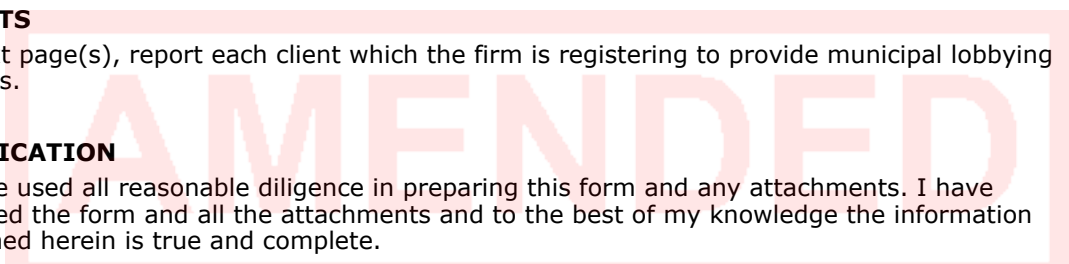 TS
t page(s), report each client which the firm is registering to provide municipal lobbying
s.
ICATION
e used all reasonable diligence in preparing this form and any attachments. I have
ed the form and all the attachments and to the best of my knowledge the information
ned herein is true and complete.
AMENDED